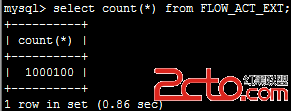 mysql> select count(*) from FLOW_ACT_EXT;
+----------+
| count(*) |
+----------+
| 1000100 |
+----------+
1 row in set (0.86 sec)
2cto.com